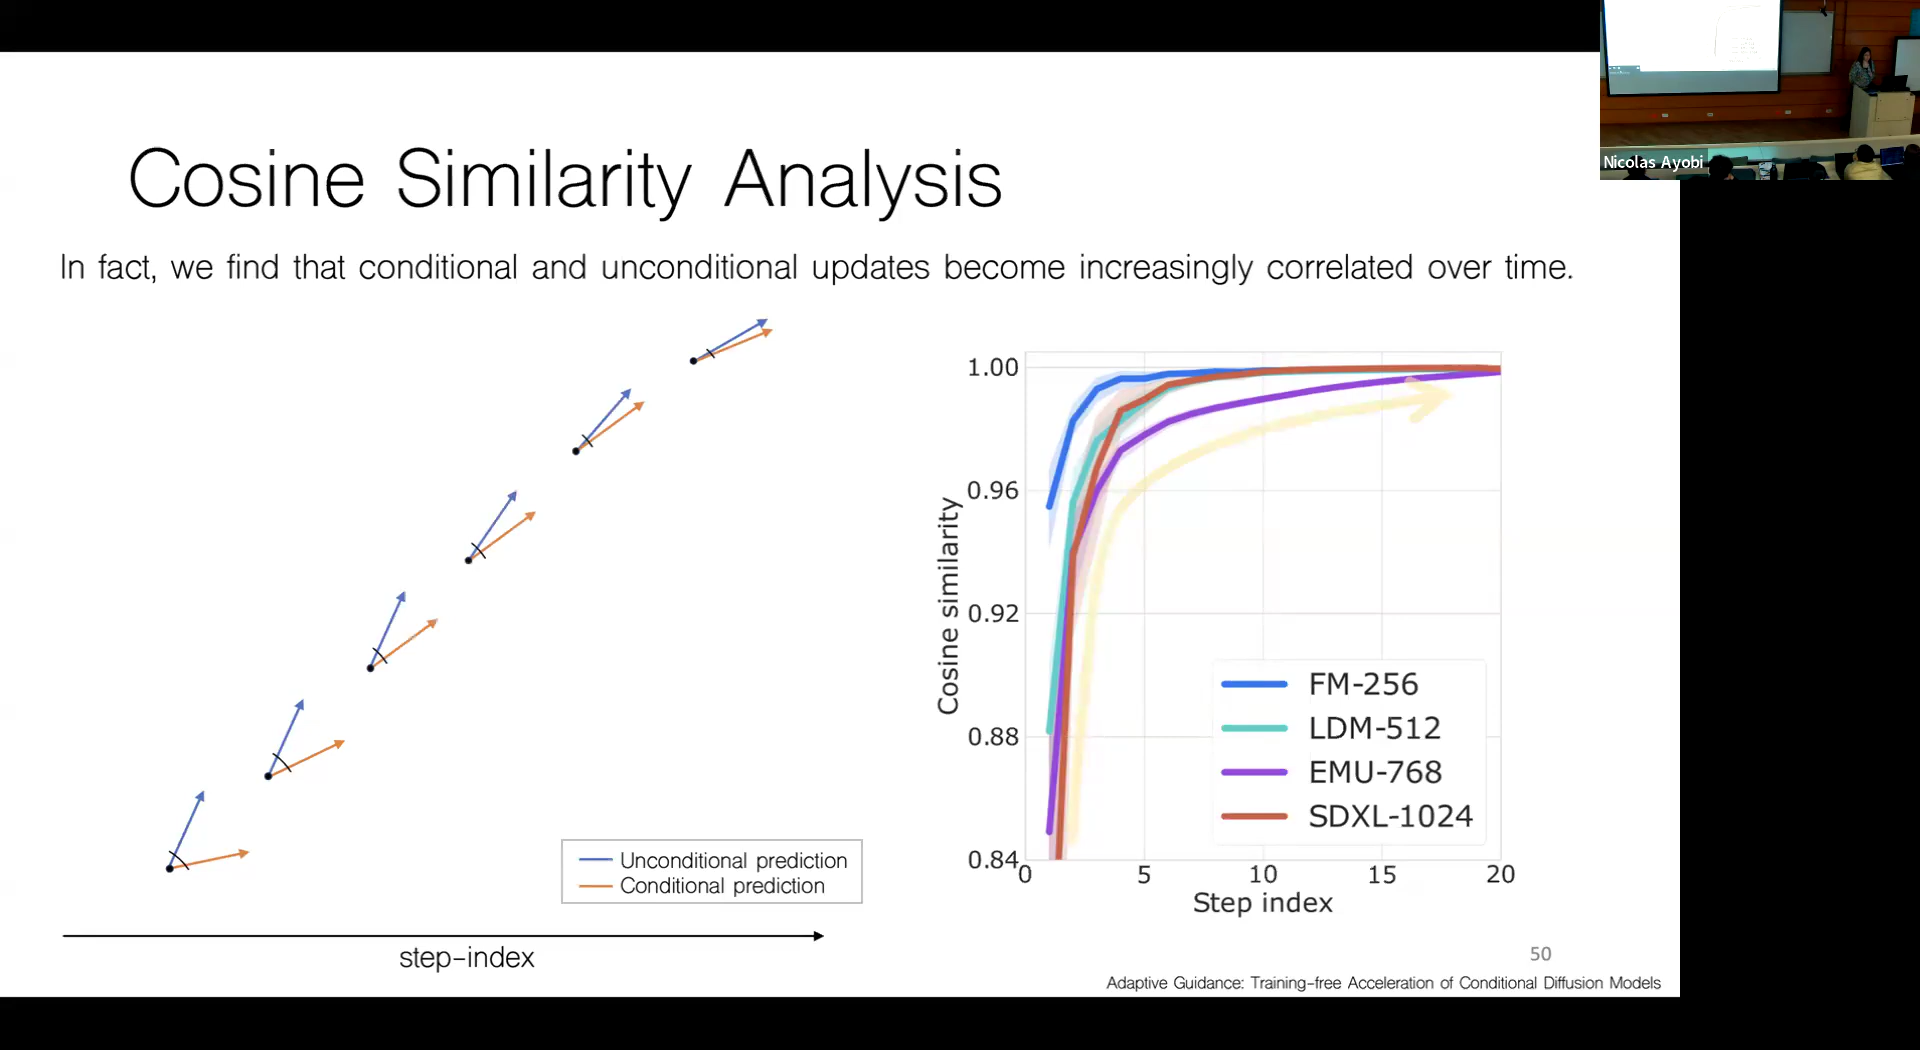 Nicolas Ayobi
Cosine Similarity Analysis
In fact, we find that conditional and unconditional updates become increasingly correlated over time.
Unconditional prediction
Conditional prediction
step-index
Cosine similarity
1.00
0.96
0.92
0.88
0.84
0
5
10
15
20
Step index
FM-256
LDM-512
EMU-768
SDXL-1024
50
Adaptive Guidance: Training-free Acceleration of Conditional Diffusion Models